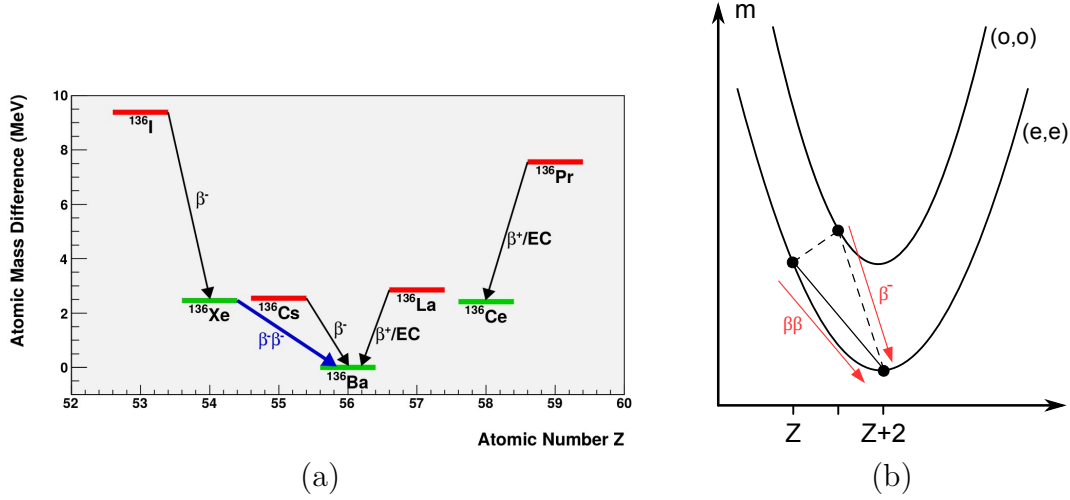 Atomic Mass Difference (MeV)
10
8
6
4
2
0
52 53 54 55 56 57 58 59 60
Atomic Number Z
¹³⁶I
¹³⁶Xe
¹³⁶Cs
¹³⁶Ba
¹³⁶La
¹³⁶Ce
¹³⁶Pr
β⁻
β⁻β⁻
β⁻
β⁺/EC
β⁺/EC
(a)
m
(o,o)
(e,e)
ββ
β⁻
Z
Z+2
(b)